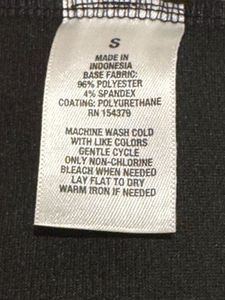 S
MADE IN
INDONESIA
BASE FABRIC:
96% POLYESTER
4% SPANDEX
COATING: POLYURETHANE
RN 154379
MACHINE WASH COLD
WITH LIKE COLORS
GENTLE CYCLE
ONLY NON-CHLORINE
BLEACH WHEN NEEDED
LAY FLAT TO DRY
WARM IRON IF NEEDED